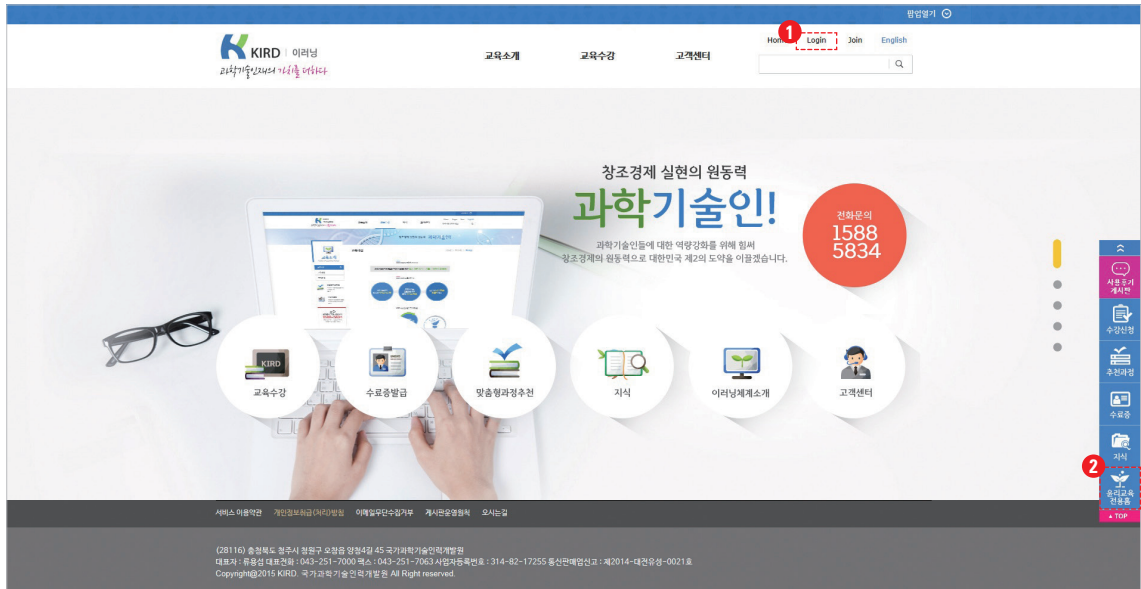 팝업열기
1
Home Login Join English
KIRD 이러닝
과학기술인재의 가치를 더하다
교육소개 교육수강 고객센터
창조경제 실현의 원동력
과학기술인!
과학기술인들에 대한 역량강화를 위해 힘써
창조경제의 원동력으로 대한민국 제2의 도약을 이끌겠습니다.
전화문의
1588
5834
KIRD
교육수강
수료증발급
맞춤형과정추천
지식
이러닝체계소개
고객센터
사용후기
게시판
수강신청
추천과정
수료증
지식
2
윤리교육
전용홈
▲ TOP
서비스 이용약관 개인정보취급(처리)방침 이메일무단수집거부 게시판운영원칙 오시는길
(28116) 충청북도 청주시 청원구 오창읍 양청4길 45 국가과학기술인력개발원
대표자 : 류용섭 대표전화 : 043-251-7000 팩스 : 043-251-7063 사업자등록번호 : 314-82-17255 통신판매업신고 : 제2014-대전유성-0021호
Copyright@2015 KIRD. 국가과학기술인력개발원 All Right reserved.